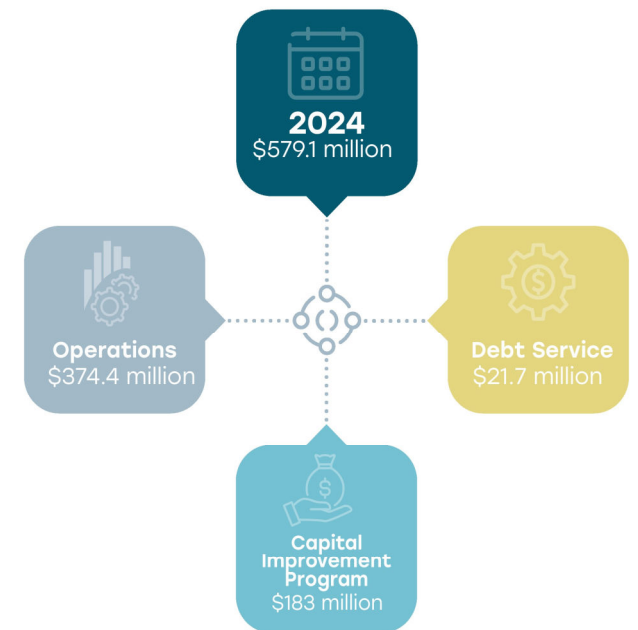 2024
$579.1 million
Operations
$374.4 million
Debt Service
$21.7 million
Capital
Improvement
Program
$183 million